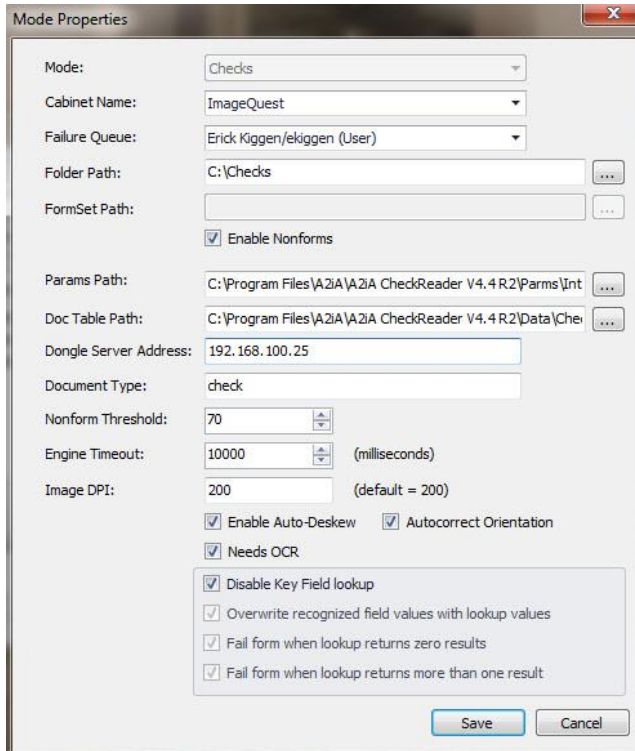 Mode Properties
Mode: Checks
Cabinet Name: ImageQuest
Failure Queue: Erick Kiggen/ekiggen (User)
Folder Path: C:\Checks ...
FormSet Path: ...
Enable Nonforms
Params Path: C:\Program Files\A2iA\A2iA CheckReader V4.4 R2\Parms\Int ...
Doc Table Path: C:\Program Files\A2iA\A2iA CheckReader V4.4 R2\Data\Che ...
Dongle Server Address: 192.168.100.25
Document Type: check
Nonform Threshold: 70
Engine Timeout: 10000 (milliseconds)
Image DPI: 200 (default = 200)
Enable Auto-Deskew Autocorrect Orientation
Needs OCR
Disable Key Field lookup
Overwrite recognized field values with lookup values
Fail form when lookup returns zero results
Fail form when lookup returns more than one result
Save Cancel